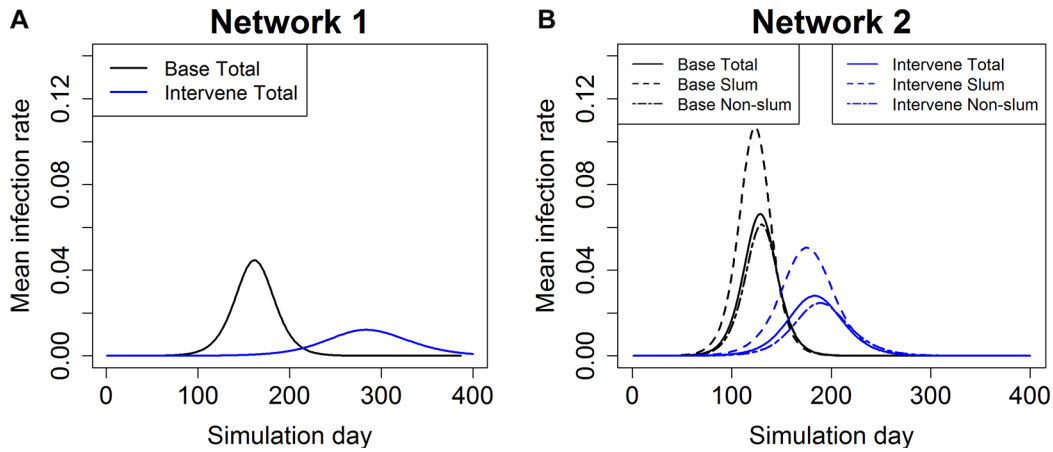 A
Network 1
Base Total
Intervene Total
Mean infection rate
0.12
0.08
0.04
0.00
0 100 200 300 400
Simulation day
B
Network 2
Base Total
Base Slum
Base Non-slum
Intervene Total
Intervene Slum
Intervene Non-slum
Mean infection rate
0.12
0.08
0.04
0.00
0 100 200 300 400
Simulation day